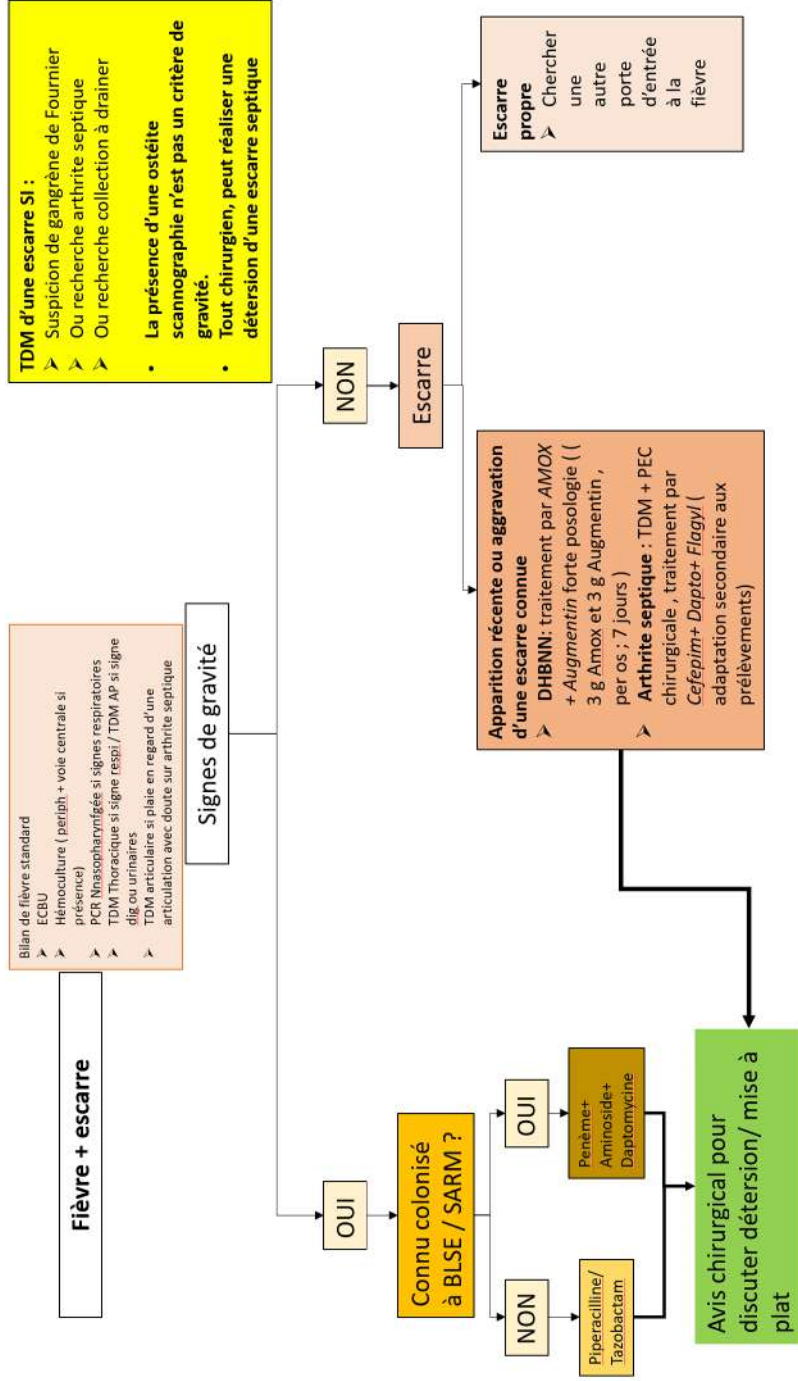 Fièvre + escarre
Bilan de fièvre standard
➢ ECBU
➢ Hémoculture ( periph + voie centrale si
présence)
➢ PCR Nnasopharynfgée si signes respiratoires
➢ TDM Thoracique si signe respi / TDM AP si signe
dig ou urinaires
➢ TDM articulaire si plaie en regard d'une
articulation avec doute sur arthrite septique
TDM d'une escarre SI :
➢ Suspicion de gangrène de Fournier
➢ Ou recherche arthrite septique
➢ Ou recherche collection à drainer
• La présence d'une ostéite
scannographie n'est pas un critère de
gravité.
• Tout chirurgien, peut réaliser une
détersion d'une escarre septique
Signes de gravité
OUI
NON
Connu colonisé
à BLSE / SARM ?
Escarre
NON
OUI
Piperacilline/
Tazobactam
Penème+
Aminoside+
Daptomycine
Apparition récente ou aggravation
d'une escarre connue
➢ DHBNN: traitement par AMOX
+ Augmentin forte posologie ( (
3 g Amox et 3 g Augmentin ,
per os ; 7 jours )
➢ Arthrite septique : TDM + PEC
chirurgicale , traitement par
Cefepim+ Dapto+ Flagyl (
adaptation secondaire aux
prélèvements)
Escarre
propre
➢ Chercher
une
autre
porte
d'entrée
à la
fièvre
Avis chirurgical pour
discuter détersion/ mise à
plat